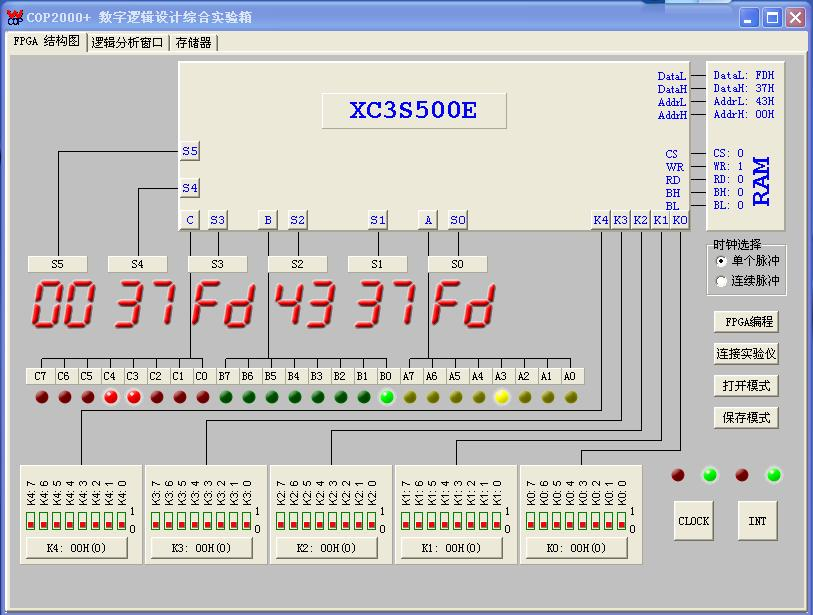 COP2000+ 数字逻辑设计综合实验箱
FPGA 结构图 逻辑分析窗口 存储器
XC3S500E
DataL
DataH
AddrL
AddrH
CS
WR
RD
BH
BL
DataL: FDH
DataH: 37H
AddrL: 43H
AddrH: 00H
CS: 0
WR: 1
RD: 0
BH: 0
BL: 0
RAM
S5
S4
C S3 B S2 S1 A S0 K4 K3 K2 K1 K0
时钟选择
单个脉冲
连续脉冲
S5 S4 S3 S2 S1 S0
00 37 Fd 43 37 Fd
FPGA编程
连接实验仪
打开模式
保存模式
C7 C6 C5 C4 C3 C2 C1 C0 B7 B6 B5 B4 B3 B2 B1 B0 A7 A6 A5 A4 A3 A2 A1 A0
K4:7 K4:6 K4:5 K4:4 K4:3 K4:2 K4:1 K4:0
1
0
K4: 00H(0)
K3:7 K3:6 K3:5 K3:4 K3:3 K3:2 K3:1 K3:0
1
0
K3: 00H(0)
K2:7 K2:6 K2:5 K2:4 K2:3 K2:2 K2:1 K2:0
1
0
K2: 00H(0)
K1:7 K1:6 K1:5 K1:4 K1:3 K1:2 K1:1 K1:0
1
0
K1: 00H(0)
K0:7 K0:6 K0:5 K0:4 K0:3 K0:2 K0:1 K0:0
1
0
K0: 00H(0)
CLOCK
INT